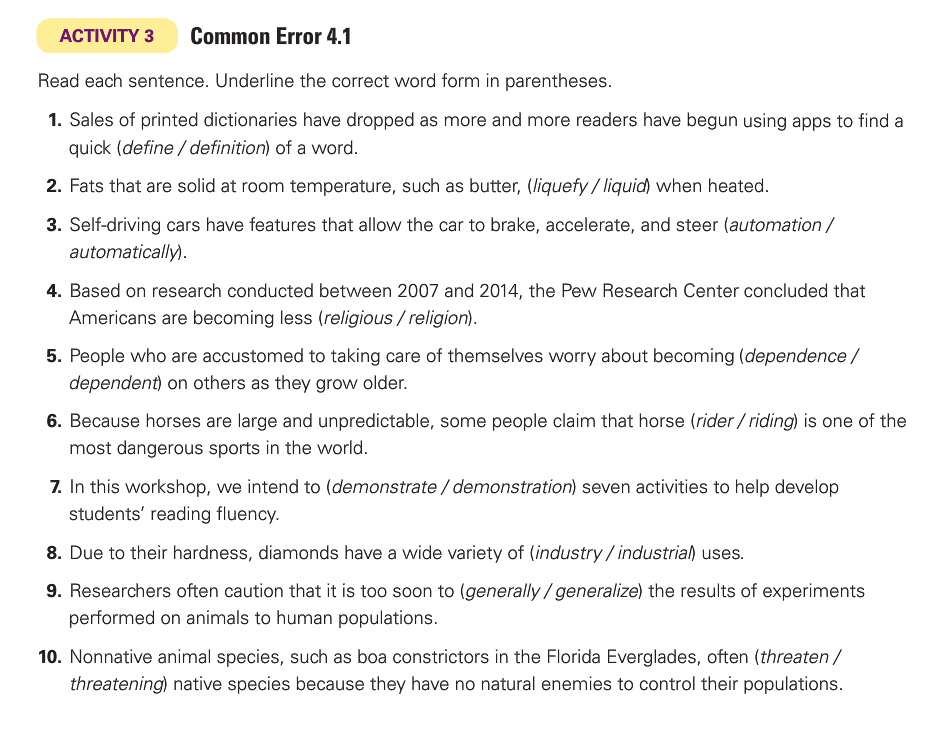 ACTIVITY 3 Common Error 4.1
Read each sentence. Underline the correct word form in parentheses.
1. Sales of printed dictionaries have dropped as more and more readers have begun using apps to find a
quick (define / definition) of a word.
2. Fats that are solid at room temperature, such as butter, (liquefy / liquid) when heated.
3. Self-driving cars have features that allow the car to brake, accelerate, and steer (automation /
automatically).
4. Based on research conducted between 2007 and 2014, the Pew Research Center concluded that
Americans are becoming less (religious / religion).
5. People who are accustomed to taking care of themselves worry about becoming (dependence /
dependent) on others as they grow older.
6. Because horses are large and unpredictable, some people claim that horse (rider / riding) is one of the
most dangerous sports in the world.
7. In this workshop, we intend to (demonstrate / demonstration) seven activities to help develop
students’ reading fluency.
8. Due to their hardness, diamonds have a wide variety of (industry / industrial) uses.
9. Researchers often caution that it is too soon to (generally / generalize) the results of experiments
performed on animals to human populations.
10. Nonnative animal species, such as boa constrictors in the Florida Everglades, often (threaten /
threatening) native species because they have no natural enemies to control their populations.